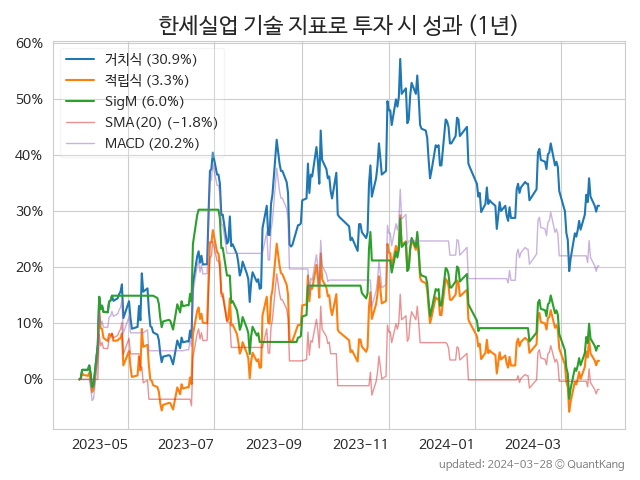 한세실업 기술 지표로 투자 시 성과 (1년)
60%
50%
40%
30%
20%
10%
0%
거치식 (30.9%)
적립식 (3.3%)
SigM (6.0%)
SMA(20) (−1.8%)
MACD (20.2%)
2023-05 2023-07 2023-09 2023-11 2024-01 2024-03
updated: 2024-03-28 © QuantKang